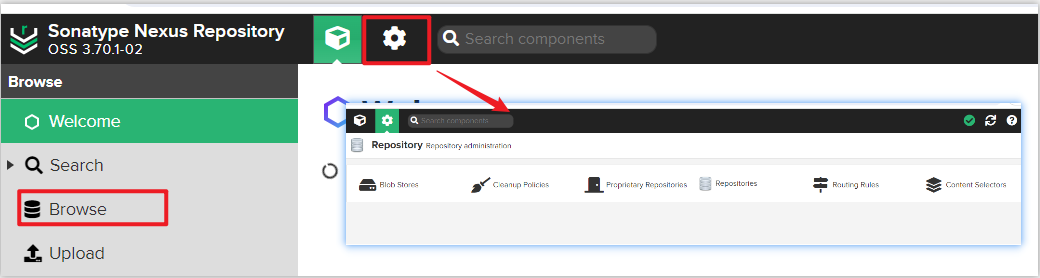 Sonatype Nexus Repository
OSS 3.70.1-02
Search components
Browse
Welcome
Search
Browse
Upload
Search components
Repository Repository administration
Blob Stores
Cleanup Policies
Proprietary Repositories
Repositories
Routing Rules
Content Selectors